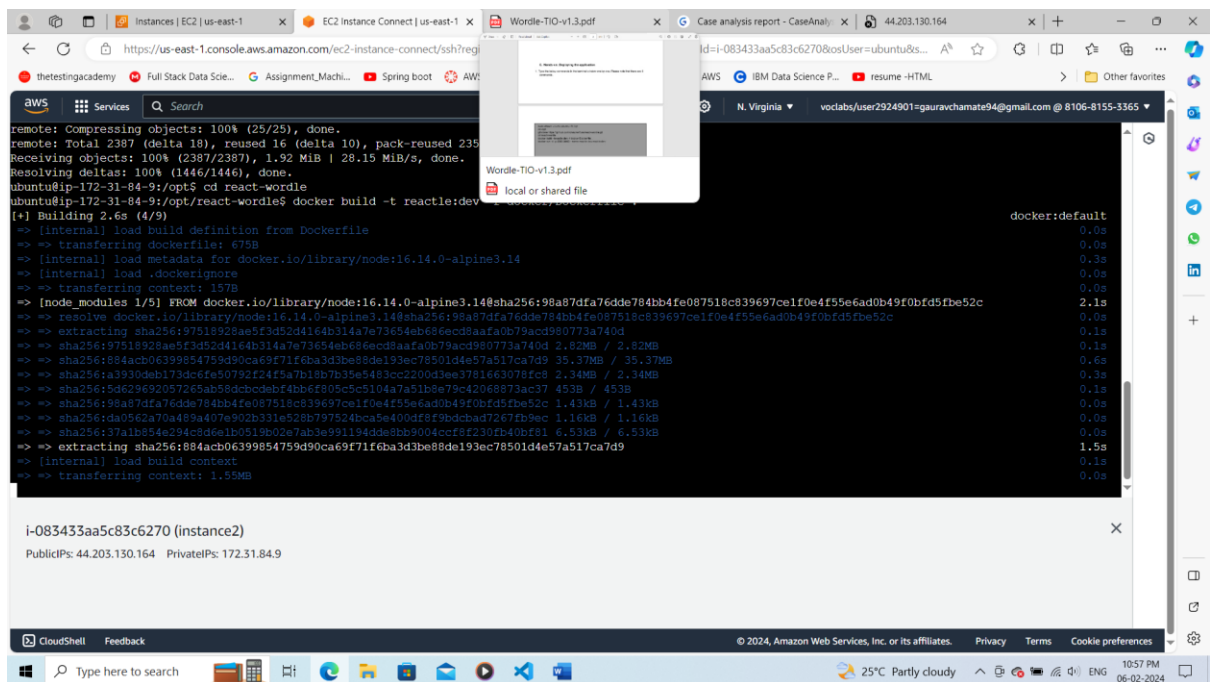 Instances | EC2 | us-east-1
EC2 Instance Connect | us-east-1
Wordle-TIO-v1.3.pdf
Case analysis report - CaseAnaly
44.203.130.164
https://us-east-1.console.aws.amazon.com/ec2-instance-connect/ssh?regi
Id=i-083433aa5c83c6270&osUser=ubuntu&s...
thetestingacademy
Full Stack Data Scie...
Assignment_Machi...
Spring boot
AWS
IBM Data Science P...
resume -HTML
Other favorites
aws
Services
Search
N. Virginia
voclabs/user2924901=gauravchamate94@gmail.com @ 8106-8155-3365
remote: Compressing objects: 100% (25/25), done.
remote: Total 2387 (delta 18), reused 16 (delta 10), pack-reused 235
Receiving objects: 100% (2387/2387), 1.92 MiB | 28.15 MiB/s, done.
Resolving deltas: 100% (1446/1446), done.
Wordle-TIO-v1.3.pdf
local or shared file
ubuntu@ip-172-31-84-9:/opt$ cd react-wordle
ubuntu@ip-172-31-84-9:/opt/react-wordle$ docker build -t reactle:dev
[+] Building 2.6s (4/9) docker:default
=> [internal] load build definition from Dockerfile 0.0s
=> => transferring dockerfile: 675B 0.0s
=> [internal] load metadata for docker.io/library/node:16.14.0-alpine3.14 0.3s
=> [internal] load .dockerignore 0.0s
=> => transferring context: 157B 0.0s
=> [node_modules 1/5] FROM docker.io/library/node:16.14.0-alpine3.14@sha256:98a87dfa76dde784bb4fe087518c839697ce1f0e4f55e6ad0b49f0bfd5fbe52c 2.1s
=> => resolve docker.io/library/node:16.14.0-alpine3.14@sha256:98a87dfa76dde784bb4fe087518c839697ce1f0e4f55e6ad0b49f0bfd5fbe52c 0.0s
=> => extracting sha256:97518928ae5f3d52d4164b314a7e73654eb686ecd8aafa0b79acd980773a740d 0.1s
=> => sha256:97518928ae5f3d52d4164b314a7e73654eb686ecd8aafa0b79acd980773a740d 2.82MB / 2.82MB 0.1s
=> => sha256:884acb06399854759d90ca69f71f6ba3d3be88de193ec78501d4e57a517ca7d9 35.37MB / 35.37MB 0.6s
=> => sha256:a3930deb173dc6fe50792f24f5a7b18b7b35e5483cc2200d3ee3781663078fc8 2.34MB / 2.34MB 0.3s
=> => sha256:5d629692057265ab58dcbcdebf4bb6f805c5c5104a7a51b8e79c42068873ac37 453B / 453B 0.1s
=> => sha256:98a87dfa76dde784bb4fe087518c839697ce1f0e4f55e6ad0b49f0bfd5fbe52c 1.43kB / 1.43kB 0.0s
=> => sha256:da0562a70a489a407e902b331e528b797524bca5e400df8f9bdcbad7267fb9ec 1.16kB / 1.16kB 0.0s
=> => sha256:37a1b854e294c8d6e1b0519b02e7ab3e991194dde8bb9004ccf8f230fb40bf81 6.53kB / 6.53kB 0.0s
=> => extracting sha256:884acb06399854759d90ca69f71f6ba3d3be88de193ec78501d4e57a517ca7d9 1.5s
=> [internal] load build context 0.1s
=> => transferring context: 1.55MB 0.0s
i-083433aa5c83c6270 (instance2)
PublicIPs: 44.203.130.164 PrivateIPs: 172.31.84.9
CloudShell
Feedback
© 2024, Amazon Web Services, Inc. or its affiliates.
Privacy
Terms
Cookie preferences
Type here to search
25°C Partly cloudy
ENG
10:57 PM
06-02-2024